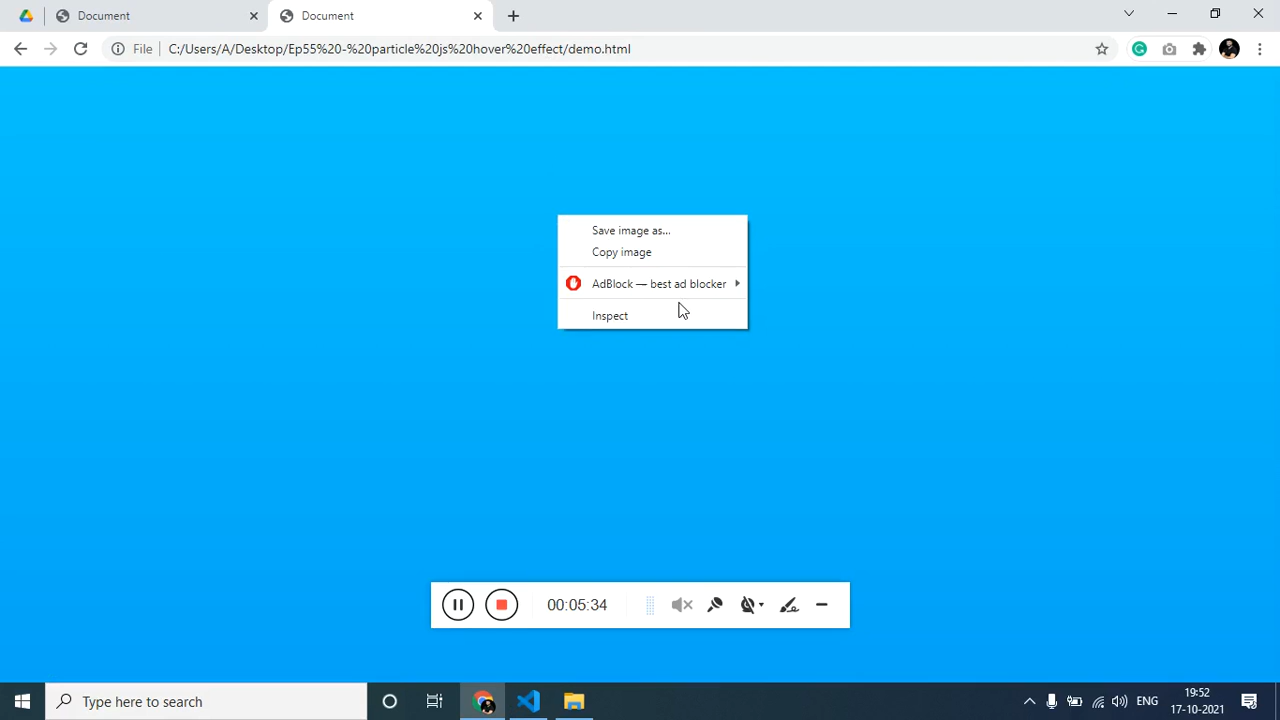 Document
Document
File
C:/Users/A/Desktop/Ep55%20-%20particle%20js%20hover%20effect/demo.html
Save image as...
Copy image
AdBlock — best ad blocker
Inspect
00:05:34
Type here to search
ENG
19:52
17-10-2021